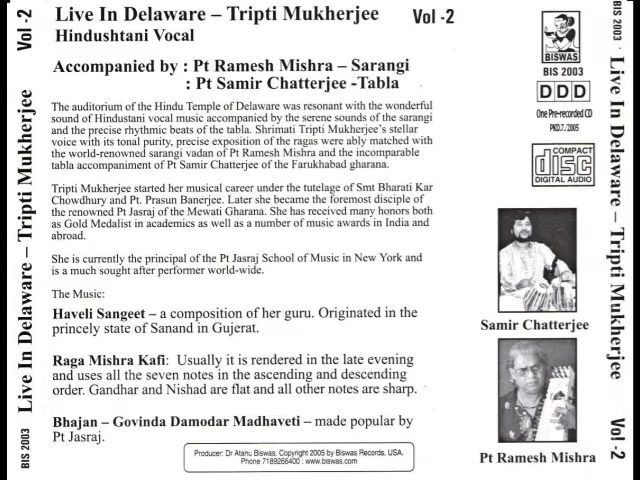 Live In Delaware – Tripti Mukherjee Vol -2
Hindushtani Vocal
Accompanied by : Pt Ramesh Mishra – Sarangi
: Pt Samir Chatterjee -Tabla
The auditorium of the Hindu Temple of Delaware was resonant with the wonderful
sound of Hindustani vocal music accompanied by the serene sounds of the sarangi
and the precise rhythmic beats of the tabla. Shrimati Tripti Mukherjee's stellar
voice with its tonal purity, precise exposition of the ragas were ably matched with
the world-renowned sarangi vadan of Pt Ramesh Mishra and the incomparable
tabla accompaniment of Pt Samir Chatterjee of the Farukhabad gharana.
Tripti Mukherjee started her musical career under the tutelage of Smt Bharati Kar
Chowdhury and Pt. Prasun Banerjee. Later she became the foremost disciple of
the renowned Pt Jasraj of the Mewati Gharana. She has received many honors both
as Gold Medalist in academics as well as a number of music awards in India and
abroad.
She is currently the principal of the Pt Jasraj School of Music in New York and
is a much sought after performer world-wide.
The Music:
Haveli Sangeet – a composition of her guru. Originated in the
princely state of Sanand in Gujerat.
Raga Mishra Kafi: Usually it is rendered in the late evening
and uses all the seven notes in the ascending and descending
order. Gandhar and Nishad are flat and all other notes are sharp.
Bhajan – Govinda Damodar Madhaveti – made popular by
Pt Jasraj.
Producer: Dr Atanu Biswas. Copyright 2005 by Biswas Records, USA.
Phone 7189266400 : www.biswas.com
BISWAS
BIS 2003
DDD
One Pre-recorded CD
PKD.7./2005
COMPACT
disc
DIGITAL AUDIO
Samir Chatterjee
Pt Ramesh Mishra
BIS 2003 Live In Delaware – Tripti Mukherjee Vol -2
BIS 2003 Live In Delaware – Tripti Mukherjee Vol -2